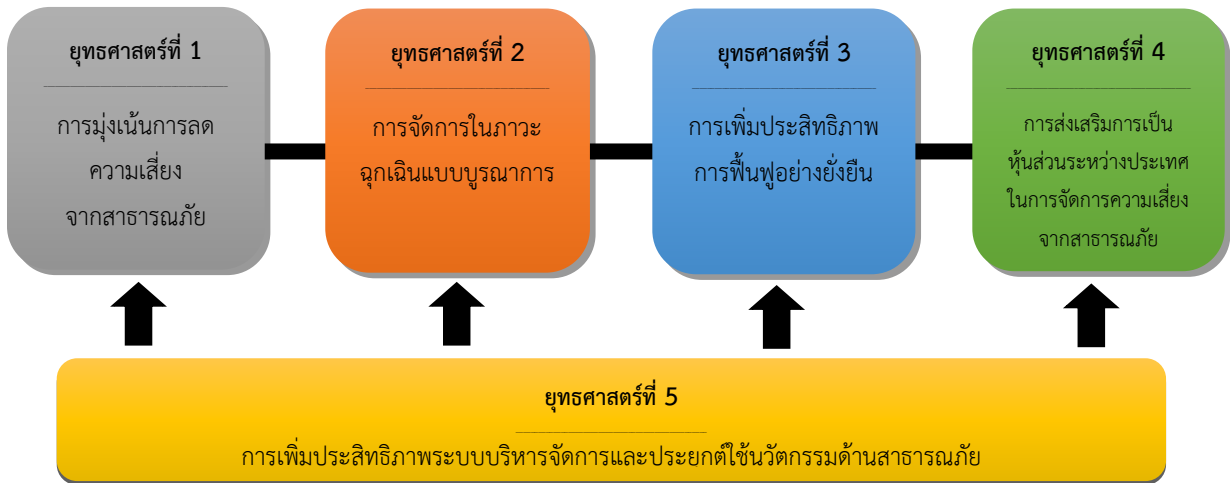 ยุทธศาสตร์ที่ 1
การมุ่งเน้นการลด
ความเสี่ยง
จากสาธารณภัย
ยุทธศาสตร์ที่ 2
การจัดการในภาวะ
ฉุกเฉินแบบบูรณาการ
ยุทธศาสตร์ที่ 3
การเพิ่มประสิทธิภาพ
การฟื้นฟูอย่างยั่งยืน
ยุทธศาสตร์ที่ 4
การส่งเสริมการเป็น
หุ้นส่วนระหว่างประเทศ
ในการจัดการความเสี่ยง
จากสาธารณภัย
ยุทธศาสตร์ที่ 5
การเพิ่มประสิทธิภาพระบบบริหารจัดการและประยุกต์ใช้นวัตกรรมด้านสาธารณภัย